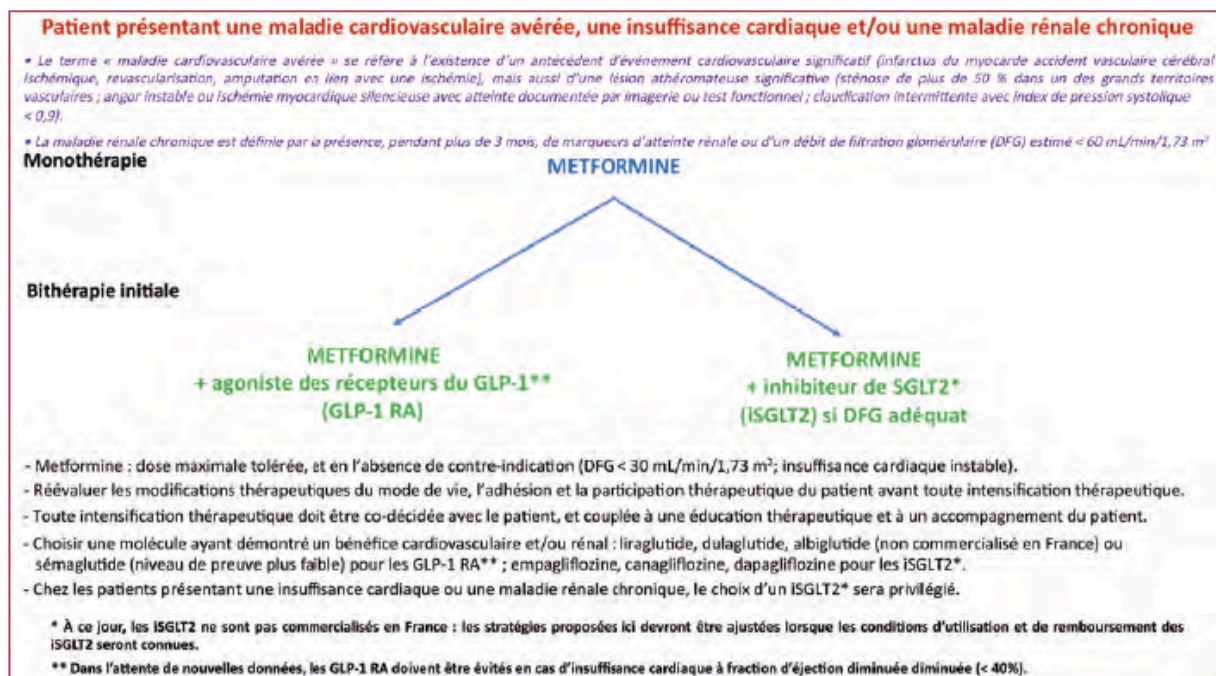 Patient présentant une maladie cardiovasculaire avérée, une insuffisance cardiaque et/ou une maladie rénale chronique
• Le terme « maladie cardiovasculaire avérée » se réfère à l'existence d'un antécédent d'événement cardiovasculaire significatif (infarctus du myocarde accident vasculaire cérébral
ischémique, revascularisation, amputation en lien avec une ischémie), mais aussi d'une lésion athéromateuse significative (sténose de plus de 50 % dans un des grands territoires
vasculaires ; angor instable ou ischémie myocardique silencieuse avec atteinte documentée par imagerie ou test fonctionnel ; claudication intermittente avec index de pression systolique
< 0,9).
• La maladie rénale chronique est définie par la présence, pendant plus de 3 mois, de marqueurs d'atteinte rénale ou d'un débit de filtration glomérulaire (DFG) estimé < 60 mL/min/1,73 m²
Monothérapie
METFORMINE
Bithérapie initiale
METFORMINE
+ agoniste des récepteurs du GLP-1**
(GLP-1 RA)
METFORMINE
+ inhibiteur de SGLT2*
(iSGLT2) si DFG adéquat
- Metformine : dose maximale tolérée, et en l'absence de contre-indication (DFG < 30 mL/min/1,73 m²; insuffisance cardiaque instable).
- Réévaluer les modifications thérapeutiques du mode de vie, l'adhésion et la participation thérapeutique du patient avant toute intensification thérapeutique.
- Toute intensification thérapeutique doit être co-décidée avec le patient, et couplée à une éducation thérapeutique et à un accompagnement du patient.
- Choisir une molécule ayant démontré un bénéfice cardiovasculaire et/ou rénal : liraglutide, dulaglutide, albiglutide (non commercialisé en France) ou
sémaglutide (niveau de preuve plus faible) pour les GLP-1 RA** ; empagliflozine, canagliflozine, dapagliflozine pour les iSGLT2*.
- Chez les patients présentant une insuffisance cardiaque ou une maladie rénale chronique, le choix d'un iSGLT2* sera privilégié.
* À ce jour, les iSGLT2 ne sont pas commercialisés en France : les stratégies proposées ici devront être ajustées lorsque les conditions d'utilisation et de remboursement des
iSGLT2 seront connues.
** Dans l'attente de nouvelles données, les GLP-1 RA doivent être évités en cas d'insuffisance cardiaque à fraction d'éjection diminuée diminuée (< 40%).